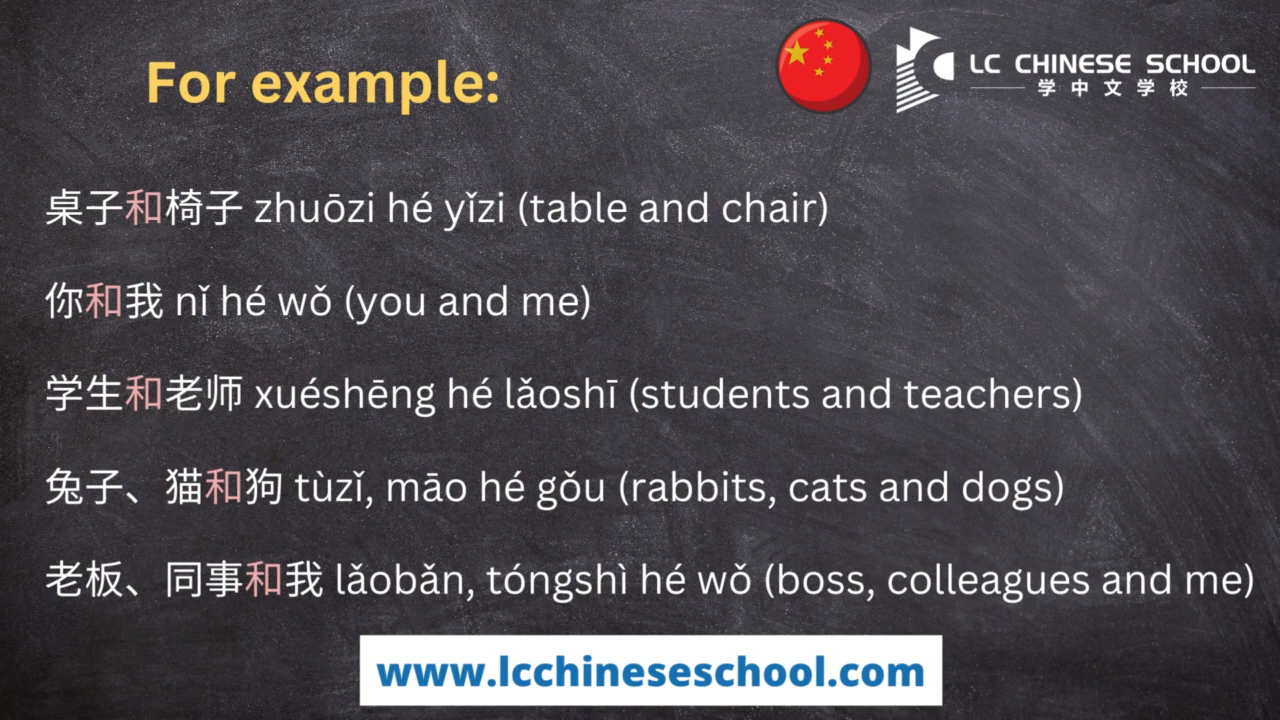 For example:
LC CHINESE SCHOOL
学中文学校
桌子和椅子 zhuōzi hé yǐzi (table and chair)
你和我 nǐ hé wǒ (you and me)
学生和老师 xuéshēng hé lǎoshī (students and teachers)
兔子、猫和狗 tùzǐ, māo hé gǒu (rabbits, cats and dogs)
老板、同事和我 lǎobǎn, tóngshì hé wǒ (boss, colleagues and me)
www.lcchineseschool.com